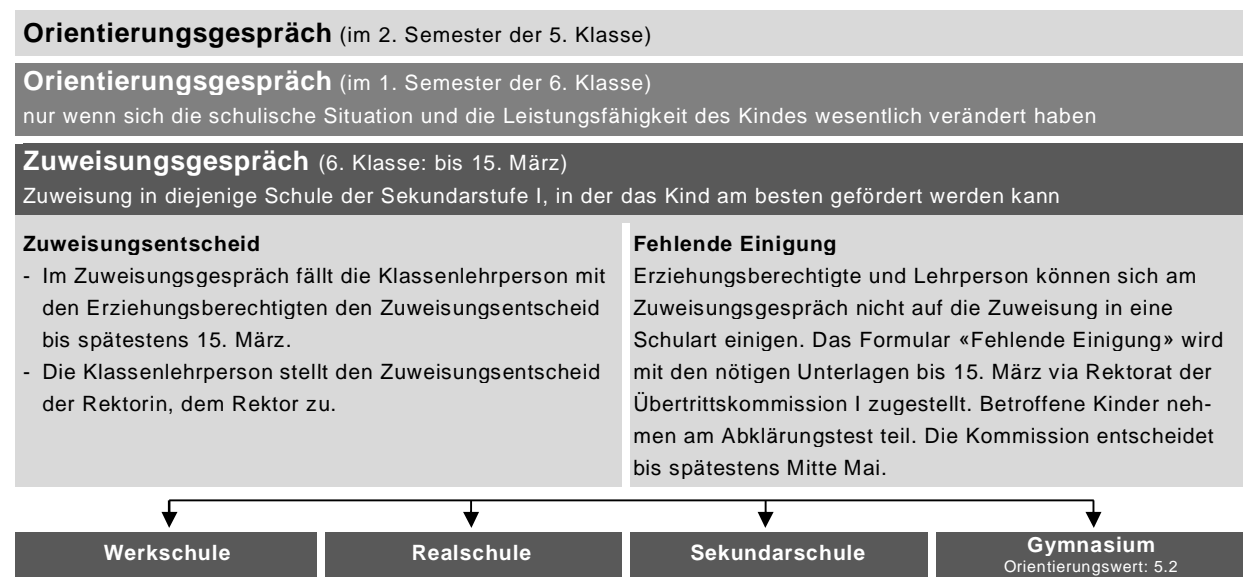 Orientierungsgespräch (im 2. Semester der 5. Klasse)
Orientierungsgespräch (im 1. Semester der 6. Klasse)
nur wenn sich die schulische Situation und die Leistungsfähigkeit des Kindes wesentlich verändert haben
Zuweisungsgespräch (6. Klasse: bis 15. März)
Zuweisung in diejenige Schule der Sekundarstufe I, in der das Kind am besten gefördert werden kann
Zuweisungsentscheid
- Im Zuweisungsgespräch fällt die Klassenlehrperson mit
den Erziehungsberechtigten den Zuweisungsentscheid
bis spätestens 15. März.
- Die Klassenlehrperson stellt den Zuweisungsentscheid
der Rektorin, dem Rektor zu.
Fehlende Einigung
Erziehungsberechtigte und Lehrperson können sich am
Zuweisungsgespräch nicht auf die Zuweisung in eine
Schulart einigen. Das Formular «Fehlende Einigung» wird
mit den nötigen Unterlagen bis 15. März via Rektorat der
Übertrittskommission I zugestellt. Betroffene Kinder neh-
men am Abklärungstest teil. Die Kommission entscheidet
bis spätestens Mitte Mai.
Werkschule
Realschule
Sekundarschule
Gymnasium
Orientierungswert: 5.2